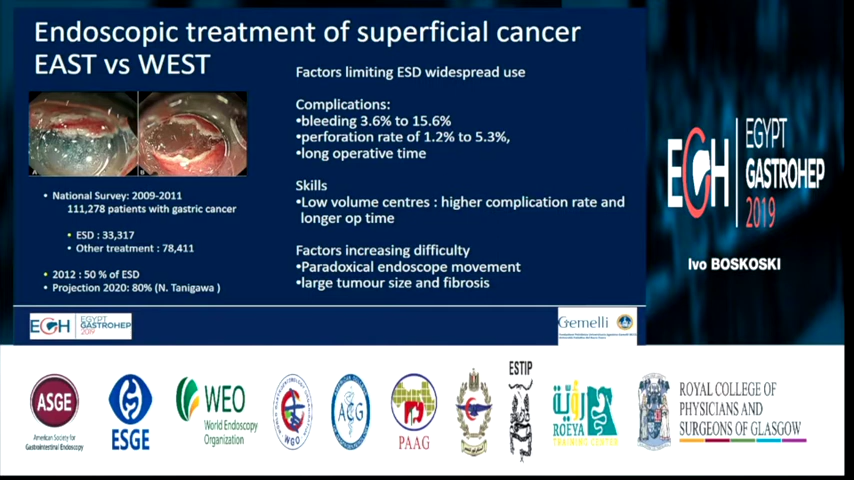 Endoscopic treatment of superficial cancer
EAST vs WEST
A
B
• National Survey: 2009-2011
111,278 patients with gastric cancer
• ESD : 33,317
• Other treatment : 78,411
• 2012 : 50 % of ESD
• Projection 2020: 80% (N. Tanigawa )
Factors limiting ESD widespread use
Complications:
•bleeding 3.6% to 15.6%
•perforation rate of 1.2% to 5.3%,
•long operative time
Skills
•Low volume centres : higher complication rate and
longer op time
Factors increasing difficulty
•Paradoxical endoscope movement
•large tumour size and fibrosis
EGH
EGYPT
GASTROHEP
2019
Gemelli
EGH
EGYPT
GASTROHEP
2019
Ivo BOSKOSKI
ASGE
American Society for
Gastrointestinal Endoscopy
ESGE
WEO
World Endoscopy
Organization
WGO
ACG
PAAG
ESTIP
رؤية
ROEYA
TRAINING CENTER
ROYAL COLLEGE OF
PHYSICIANS AND
SURGEONS OF GLASGOW